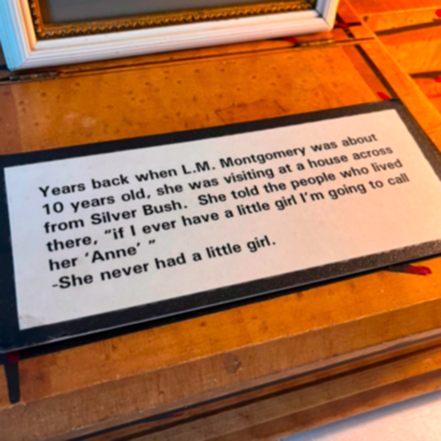 Years back when L.M. Montgomery was about
10 years old, she was visiting at a house across
from Silver Bush. She told the people who lived
there, "if I ever have a little girl I'm going to call
her 'Anne' "
-She never had a little girl.